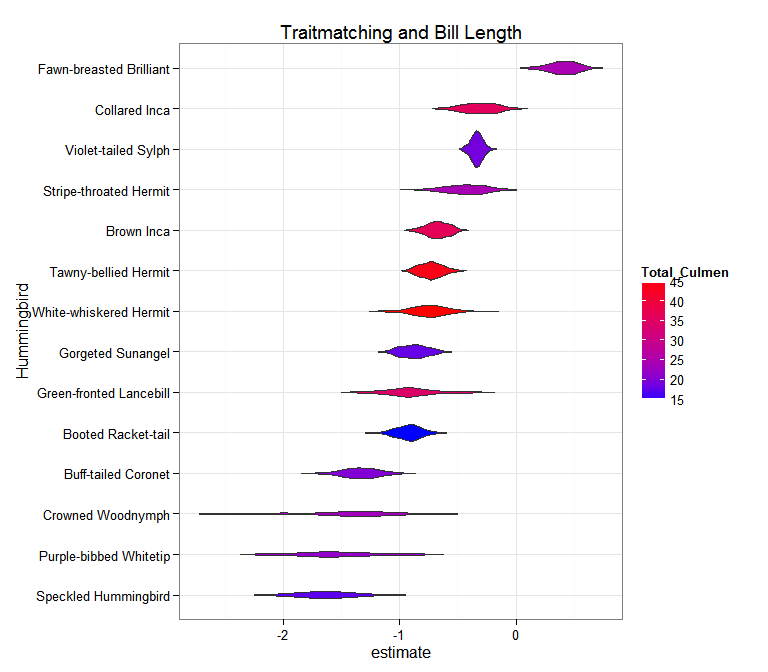 Traitmatching and Bill Length
Hummingbird
Fawn-breasted Brilliant
Collared Inca
Violet-tailed Sylph
Stripe-throated Hermit
Brown Inca
Tawny-bellied Hermit
White-whiskered Hermit
Gorgeted Sunangel
Green-fronted Lancebill
Booted Racket-tail
Buff-tailed Coronet
Crowned Woodnymph
Purple-bibbed Whitetip
Speckled Hummingbird
-2 -1 0
estimate
Total_Culmen
45
40
35
30
25
20
15